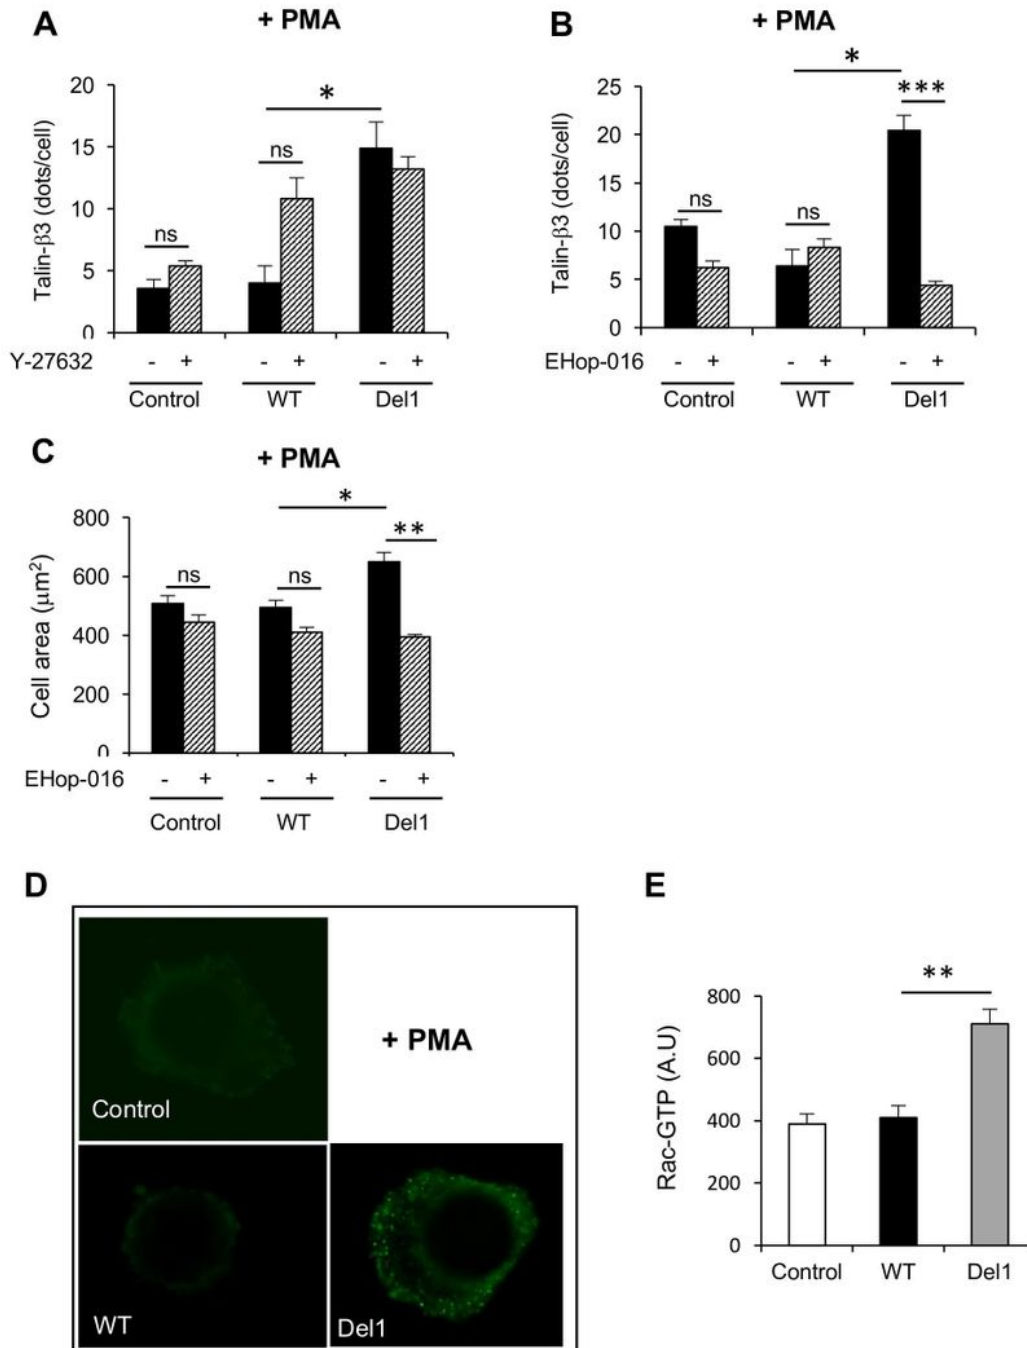 A
+ PMA
Talin-β3 (dots/cell)
20
15
10
5
0
ns
ns
*
Y-27632
- + - + - +
Control WT Del1
B
+ PMA
Talin-β3 (dots/cell)
25
20
15
10
5
0
ns
ns
*
***
EHop-016
- + - + - +
Control WT Del1
C
+ PMA
Cell area (μm²)
800
600
400
200
0
ns
ns
*
**
EHop-016
- + - + - +
Control WT Del1
D
Control
+ PMA
WT
Del1
E
Rac-GTP (A.U)
800
600
400
200
0
**
Control WT Del1